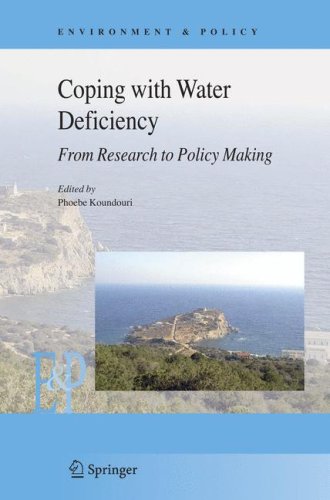 ENVIRONMENT & POLICY
Coping with Water
Deficiency
From Research to Policy Making
Edited by
Phoebe Koundouri
E&P
Springer